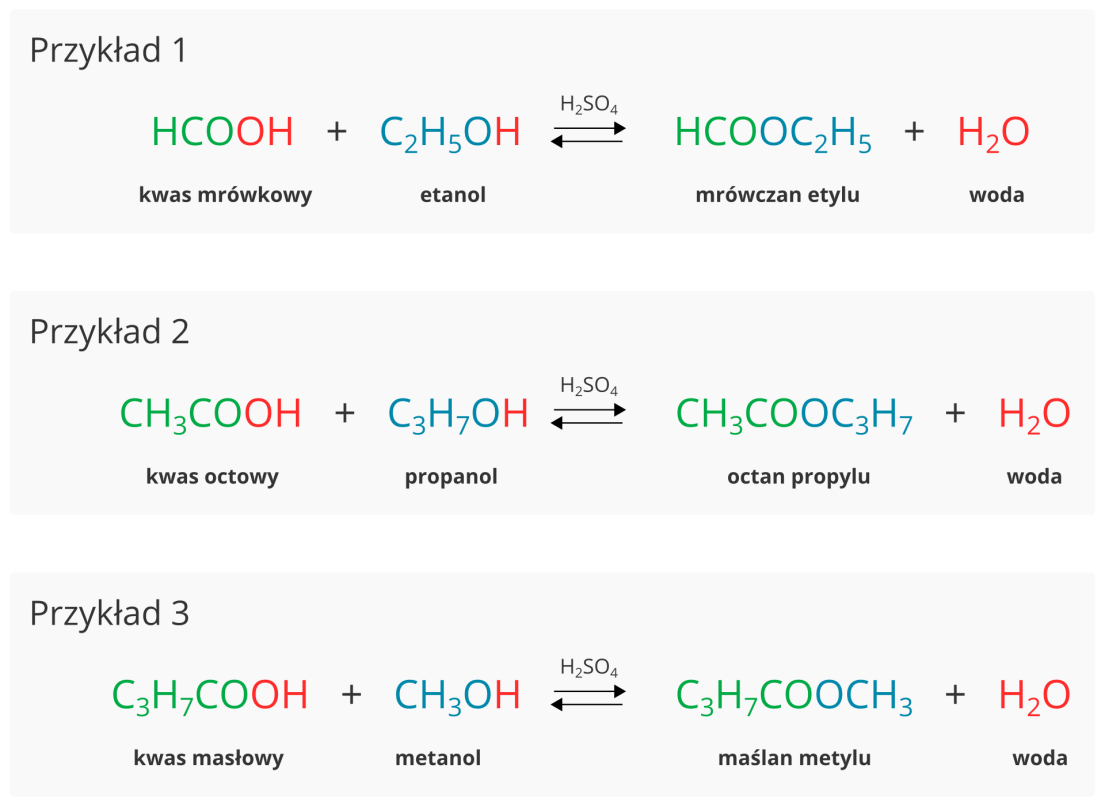 Przykład 1
H₂SO₄
HCOOH + C₂H₅OH ⇄ HCOOC₂H₅ + H₂O
kwas mrówkowy etanol mrówczan etylu woda
Przykład 2
H₂SO₄
CH₃COOH + C₃H₇OH ⇄ CH₃COOC₃H₇ + H₂O
kwas octowy propanol octan propylu woda
Przykład 3
H₂SO₄
C₃H₇COOH + CH₃OH ⇄ C₃H₇COOCH₃ + H₂O
kwas masłowy metanol maślan metylu woda